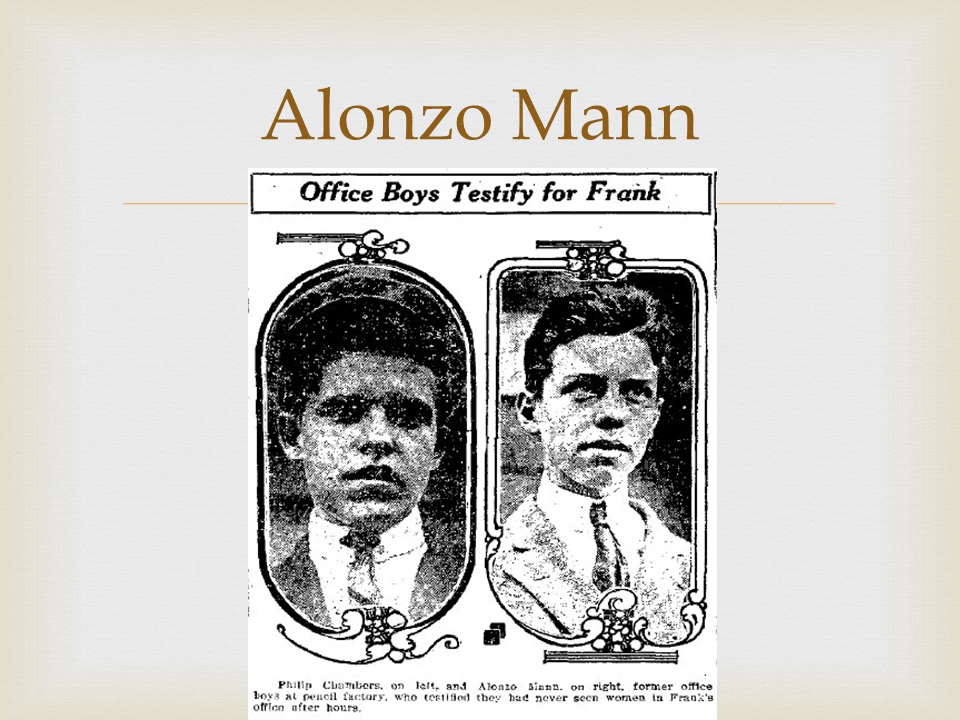 Alonzo Mann
Office Boys Testify for Frank
Philip Chambers, on left, and Alonzo Mann, on right, former office
boys at pencil factory, who testified they had never seen women in Frank's
office after hours.